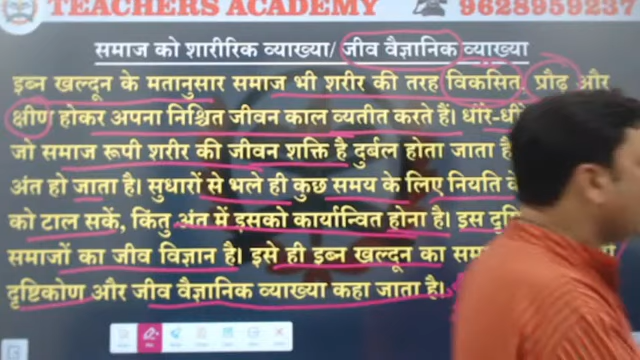 TEACHERS ACADEMY
9628959237
समाज को शारीरिक व्याख्या/ जीव वैज्ञानिक व्याख्या
इब्न खल्दून के मतानुसार समाज भी शरीर की तरह विकसित, प्रौढ़ और
क्षीण होकर अपना निश्चित जीवन काल व्यतीत करते हैं। धीरे-धीरे
जो समाज रूपी शरीर की जीवन शक्ति है दुर्बल होता जाता है
अंत हो जाता है। सुधारों से भले ही कुछ समय के लिए नियति के
को टाल सकें, किंतु अंत में इसको कार्यान्वित होना है। इस
समाजों का जीव विज्ञान है। इसे ही इब्न खल्दून का
दृष्टिकोण और जीव वैज्ञानिक व्याख्या कहा जाता है।